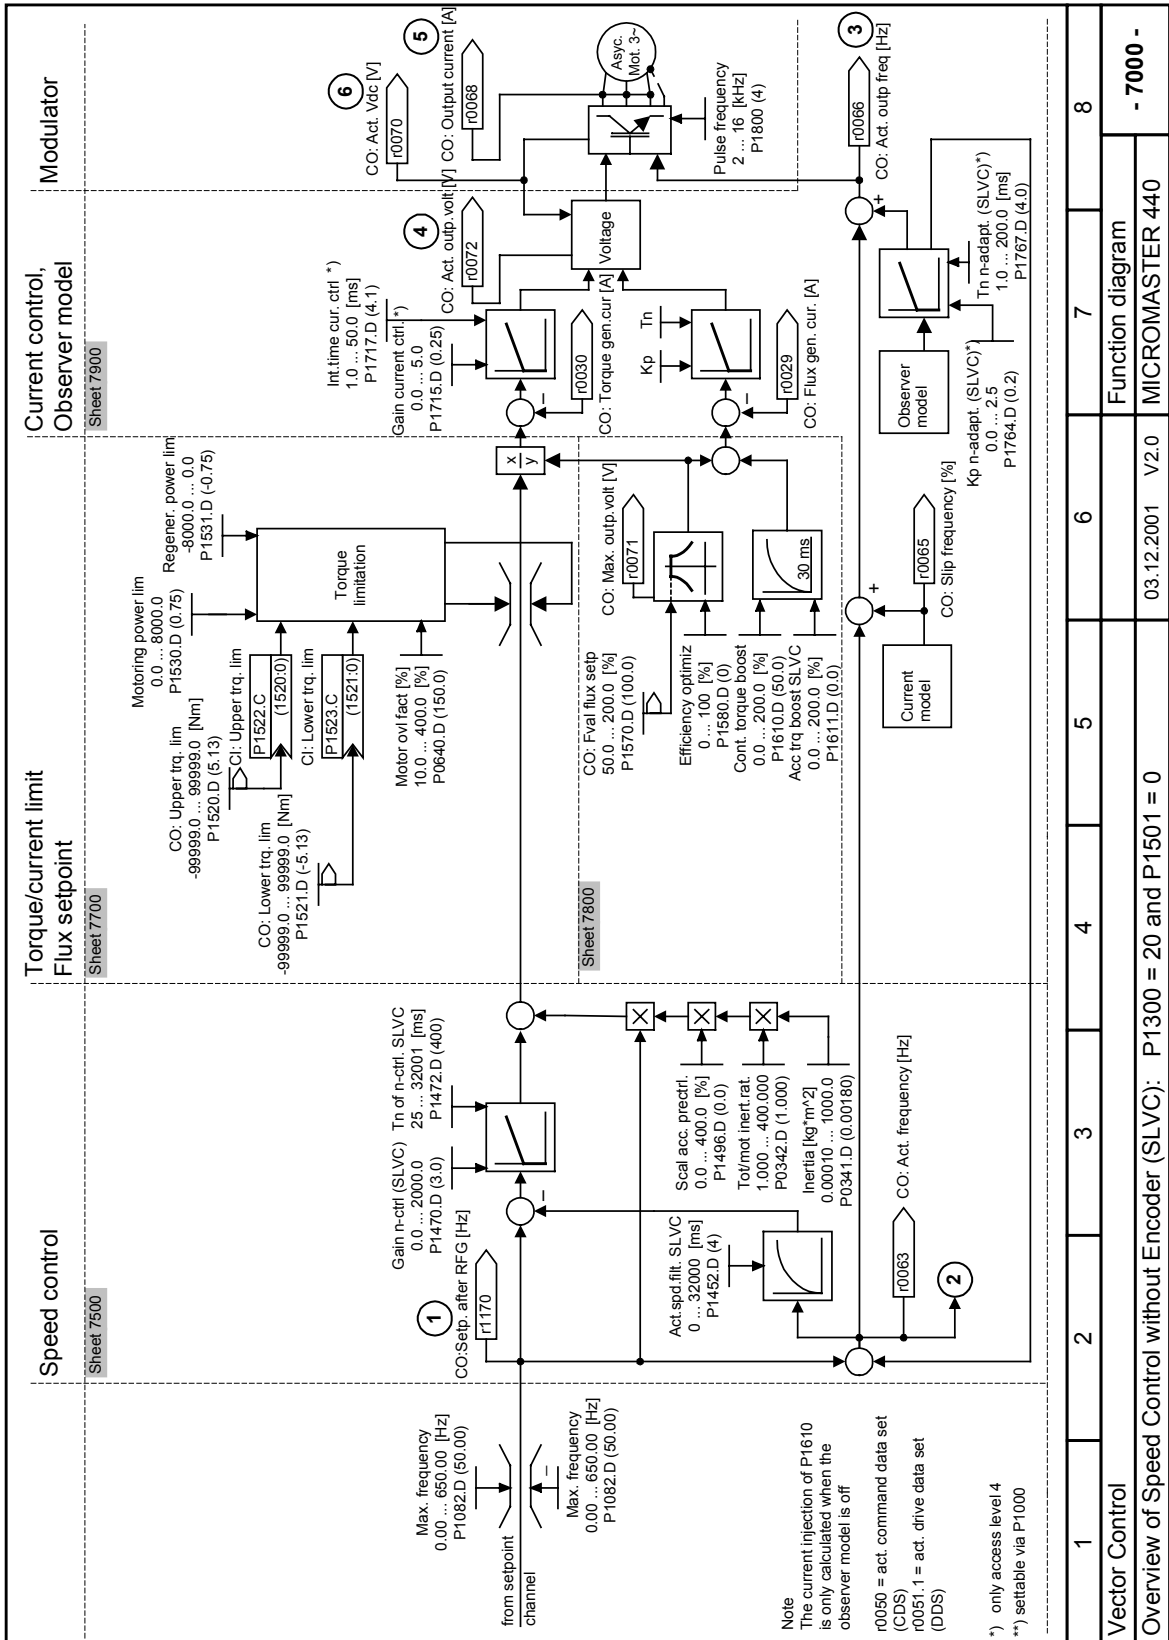 Speed control
Sheet 7500
Torque/current limit
Flux setpoint
Sheet 7700
Current control,
Observer model
Sheet 7900
Modulator
from setpoint
channel
Max. frequency
0.00 ... 650.00 [Hz]
P1082.D (50.00)
Max. frequency
0.00 ... 650.00 [Hz]
P1082.D (50.00)
–
1
CO:Setp. after RFG [Hz]
r1170
Gain n-ctrl (SLVC)
0.0 ... 2000.0
P1470.D (3.0)
Tn of n-ctrl. SLVC
25 ... 32001 [ms]
P1472.D (400)
–
Act.spd.filt. SLVC
0 ... 32000 [ms]
P1452.D (4)
Scal acc. prectrl.
0.0 ... 400.0 [%]
P1496.D (0.0)
Tot/mot inert.rat.
1.000 ... 400.000
P0342.D (1.000)
Inertia [kg*m^2]
0.00010 ... 1000.0
P0341.D (0.00180)
r0063
CO: Act. frequency [Hz]
2
CO: Upper trq. lim
-99999.0 ... 99999.0 [Nm]
P1520.D (5.13)
CO: Lower trq. lim
-99999.0 ... 99999.0 [Nm]
P1521.D (-5.13)
CI: Upper trq. lim
P1522.C
(1520:0)
CI: Lower trq. lim
P1523.C
(1521:0)
Motor ovl fact [%]
10.0 ... 400.0 [%]
P0640.D (150.0)
Motoring power lim
0.0 ... 8000.0
P1530.D (0.75)
Regener. power lim
-8000.0 ... 0.0
P1531.D (-0.75)
Torque
limitation
Sheet 7800
CO: Fval flux setp
50.0 ... 200.0 [%]
P1570.D (100.0)
Efficiency optimiz
0 ... 100 [%]
P1580.D (0)
Cont. torque boost
0.0 ... 200.0 [%]
P1610.D (50.0)
Acc trq boost SLVC
0.0 ... 200.0 [%]
P1611.D (0.0)
CO: Max. outp.volt [V]
r0071
30 ms
x
y
Int.time cur. ctrl *)
1.0 ... 50.0 [ms]
P1717.D (4.1)
Gain current ctrl. *)
0.0 ... 5.0
P1715.D (0.25)
–
r0030
CO: Torque gen.cur [A]
Kp
Tn
–
r0029
CO: Flux gen. cur. [A]
4
CO: Act. outp.volt [V]
r0072
Voltage
6
CO: Act. Vdc [V]
r0070
5
CO: Output current [A]
r0068
Asyc.
Mot. 3~
Pulse frequency
2 ... 16 [kHz]
P1800 (4)
3
r0066
CO: Act. outp freq [Hz]
Current
model
+
r0065
CO: Slip frequency [%]
Observer
model
+
Kp n-adapt. (SLVC)*)
0.0 ... 2.5
P1764.D (0.2)
Tn n-adapt. (SLVC)*)
1.0 ... 200.0 [ms]
P1767.D (4.0)
Note
The current injection of P1610
is only calculated when the
observer model is off
r0050 = act. command data set
(CDS)
r0051.1 = act. drive data set
(DDS)
*) only access level 4
**) settable via P1000
1 2 3 4 5 6 7 8
Vector Control
Function diagram
- 7000 -
Overview of Speed Control without Encoder (SLVC): P1300 = 20 and P1501 = 0
03.12.2001 V2.0
MICROMASTER 440